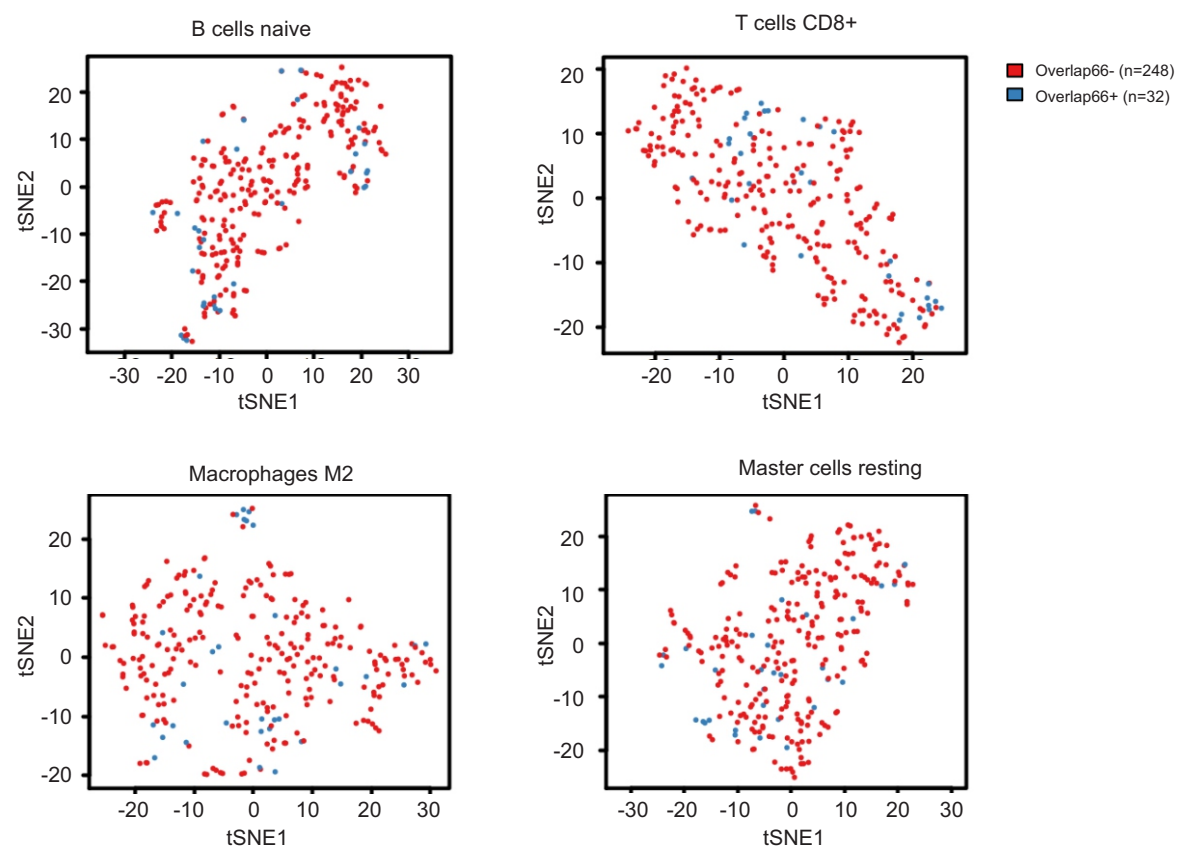 B cells naive
T cells CD8+
Overlap66- (n=248)
Overlap66+ (n=32)
tSNE2
20
10
0
-10
-20
-30
-30 -20 -10 0 10 20 30
tSNE1
tSNE2
20
10
0
-10
-20
-20 -10 0 10 20
tSNE1
Macrophages M2
Master cells resting
tSNE2
20
10
0
-10
-20
-20 -10 0 10 20 30
tSNE1
tSNE2
20
10
0
-10
-20
-30 -20 -10 0 10 20 30
tSNE1